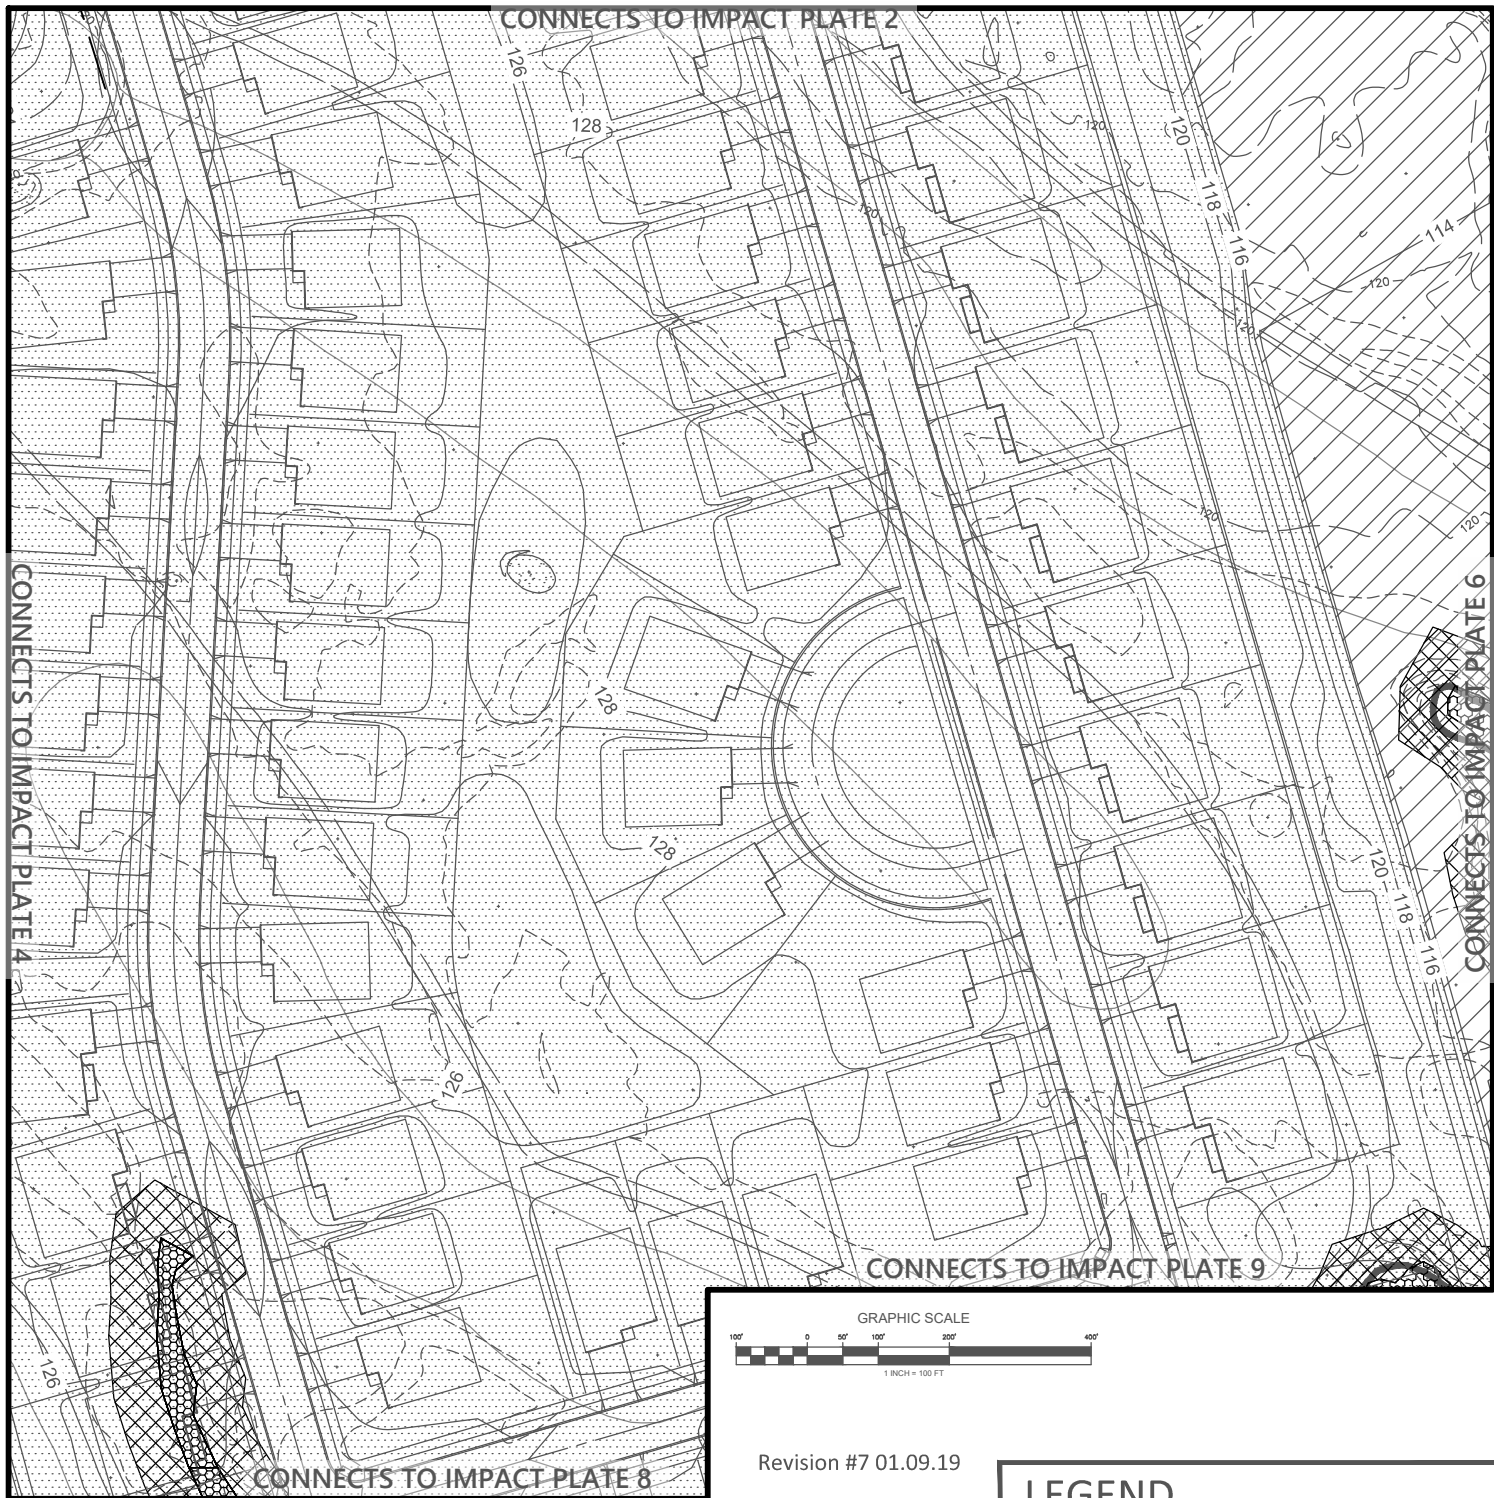 CONNECTS TO IMPACT PLATE 2
126
128
120
120
120
118
116
114
120
120
120
120
120
CONNECTS TO IMPACT PLATE 4
CONNECTS TO IMPACT PLATE 6
128
128
120
118
116
126
126
CONNECTS TO IMPACT PLATE 9
CONNECTS TO IMPACT PLATE 8
GRAPHIC SCALE
100' 0 50' 100' 200' 400'
1 INCH = 100 FT
Revision #7 01.09.19
LEGEND